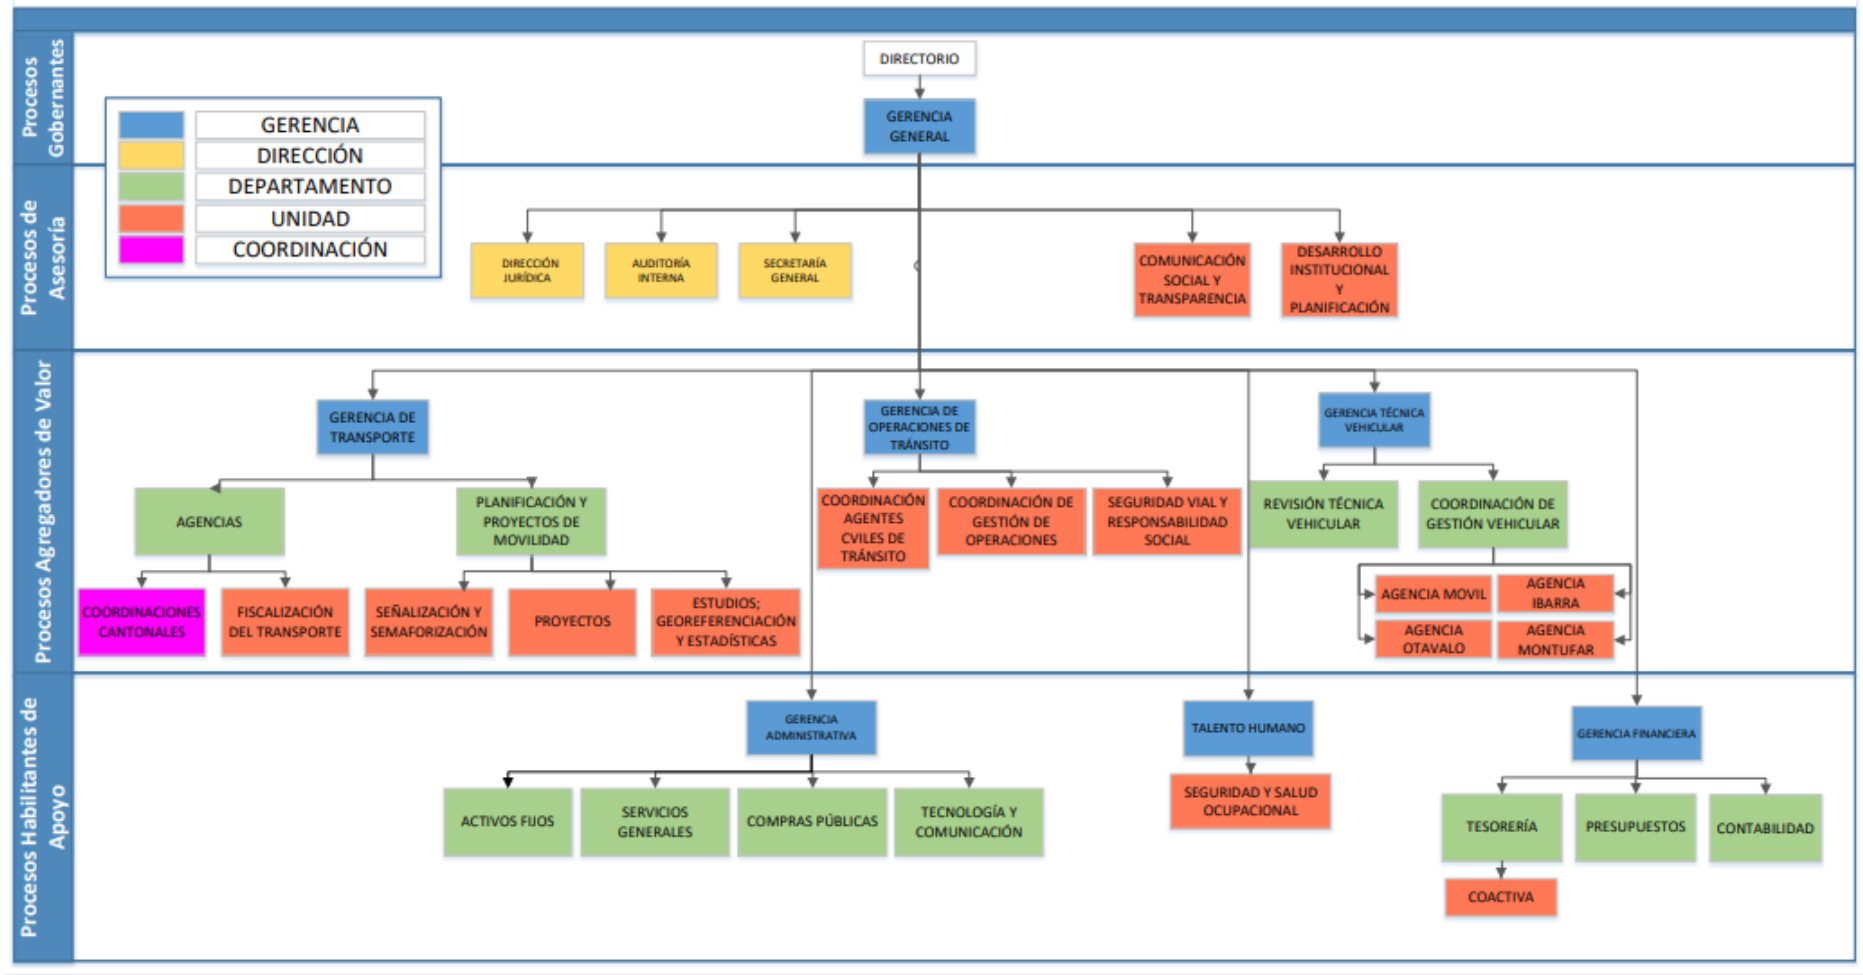 Procesos
Gobernantes
DIRECTORIO
GERENCIA
GENERAL
GERENCIA
DIRECCIÓN
DEPARTAMENTO
UNIDAD
COORDINACIÓN
Procesos de
Asesoría
DIRECCIÓN
JURÍDICA
AUDITORÍA
INTERNA
SECRETARÍA
GENERAL
COMUNICACIÓN
SOCIAL Y
TRANSPARENCIA
DESARROLLO
INSTITUCIONAL
Y
PLANIFICACIÓN
Procesos Agregadores de Valor
GERENCIA DE
TRANSPORTE
GERENCIA DE
OPERACIONES DE
TRÁNSITO
GERENCIA TÉCNICA
VEHICULAR
AGENCIAS
PLANIFICACIÓN Y
PROYECTOS DE
MOVILIDAD
COORDINACIÓN
AGENTES
CVILES DE
TRÁNSITO
COORDINACIÓN DE
GESTIÓN DE
OPERACIONES
SEGURIDAD VIAL Y
RESPONSABILIDAD
SOCIAL
REVISIÓN TÉCNICA
VEHICULAR
COORDINACIÓN DE
GESTIÓN VEHICULAR
COORDINACIONES
CANTONALES
FISCALIZACIÓN
DEL TRANSPORTE
SEÑALIZACIÓN Y
SEMAFORIZACIÓN
PROYECTOS
ESTUDIOS;
GEOREFERENCIACIÓN
Y ESTADÍSTICAS
AGENCIA MOVIL
AGENCIA
IBARRA
AGENCIA
OTAVALO
AGENCIA
MONTUFAR
Procesos Habilitantes de
Apoyo
GERENCIA
ADMINISTRATIVA
TALENTO HUMANO
GERENCIA FINANCIERA
ACTIVOS FIJOS
SERVICIOS
GENERALES
COMPRAS PÚBLICAS
TECNOLOGÍA Y
COMUNICACIÓN
SEGURIDAD Y SALUD
OCUPACIONAL
TESORERÍA
PRESUPUESTOS
CONTABILIDAD
COACTIVA